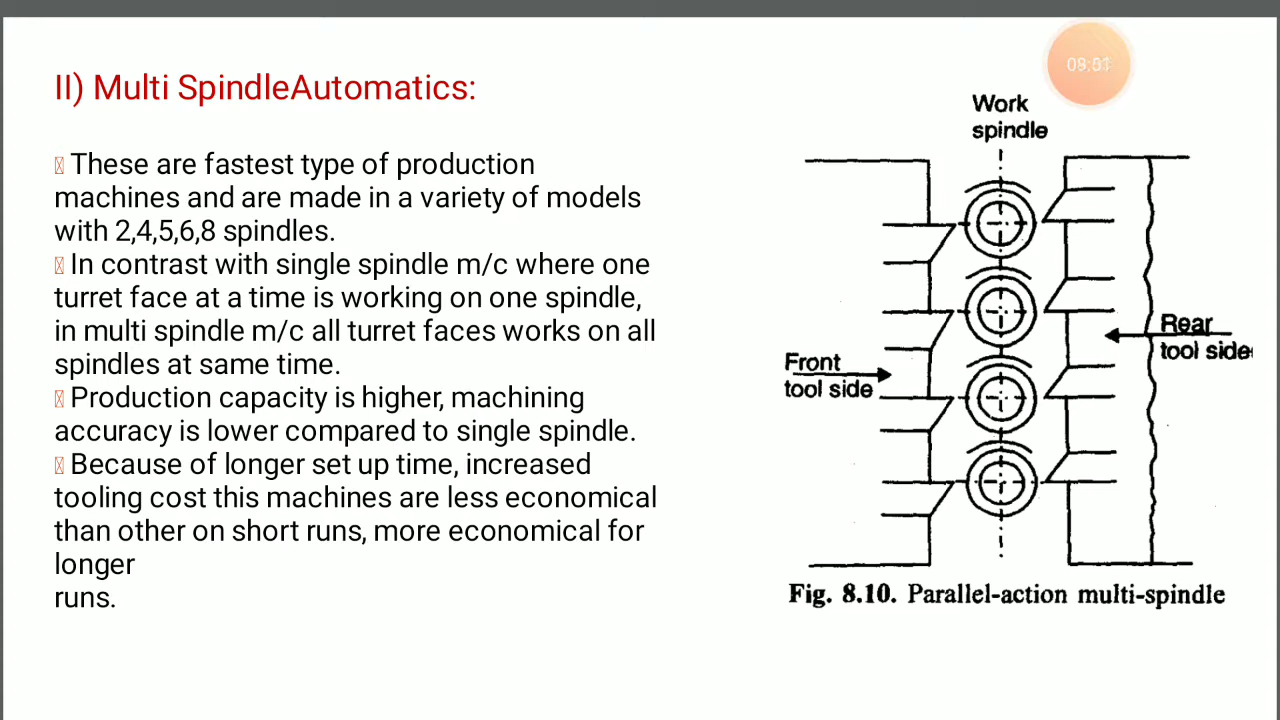 II) Multi SpindleAutomatics:
These are fastest type of production
machines and are made in a variety of models
with 2,4,5,6,8 spindles.
In contrast with single spindle m/c where one
turret face at a time is working on one spindle,
in multi spindle m/c all turret faces works on all
spindles at same time.
Production capacity is higher, machining
accuracy is lower compared to single spindle.
Because of longer set up time, increased
tooling cost this machines are less economical
than other on short runs, more economical for
longer
runs.
Work
spindle
Rear
tool side
Front
tool side
Fig. 8.10. Parallel-action multi-spindle